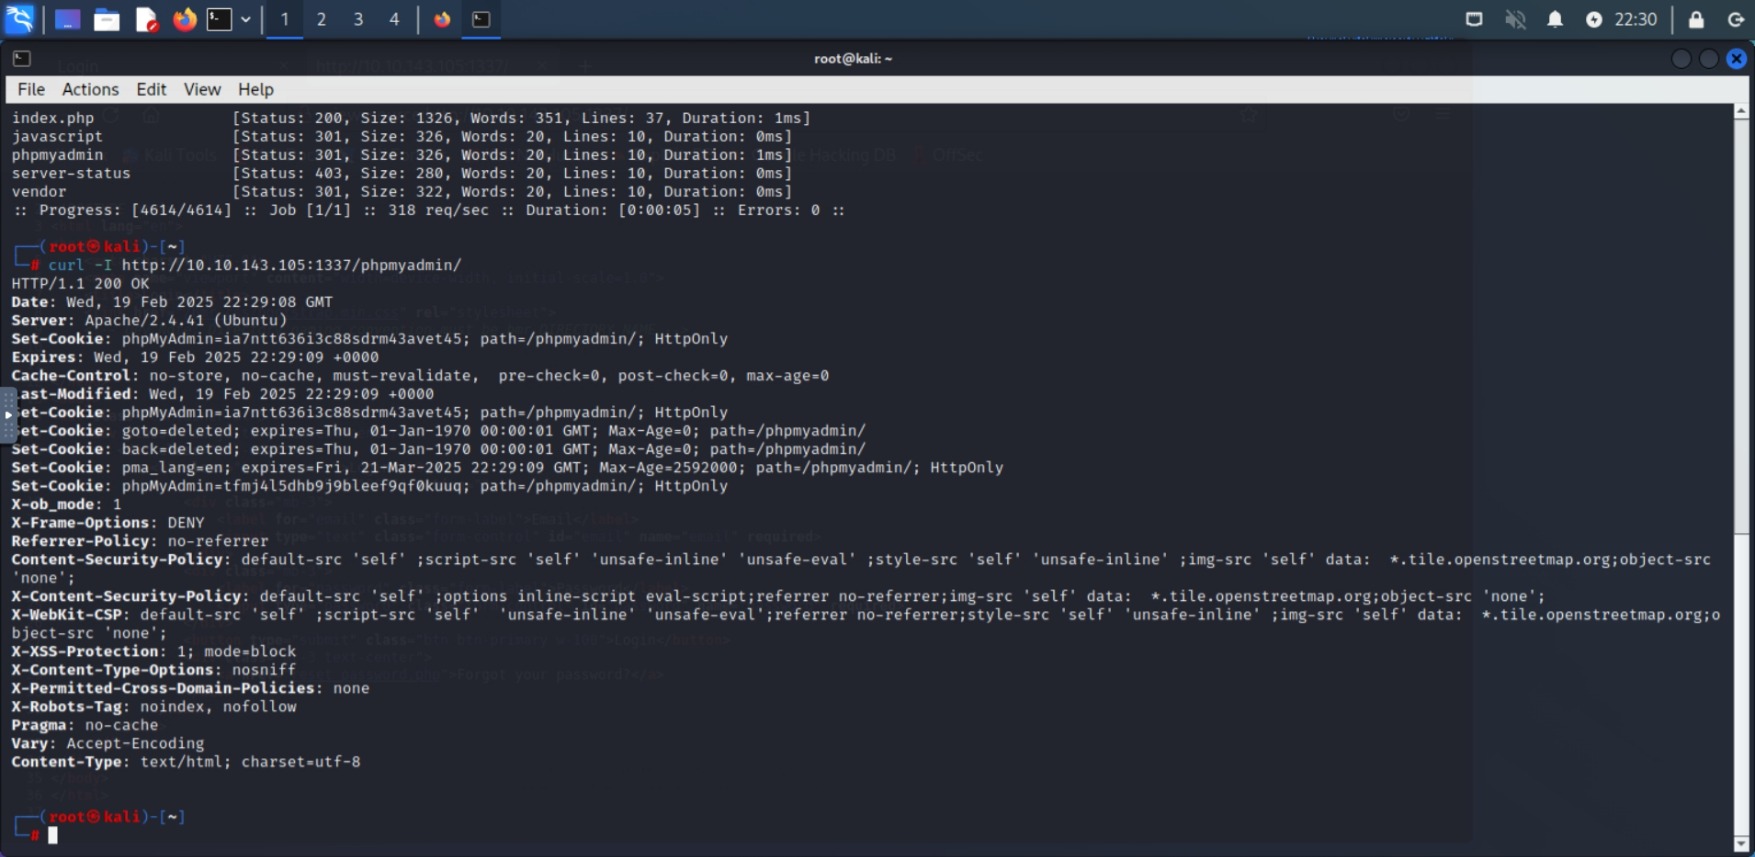 1 2 3 4 22:30
root@kali: ~
File Actions Edit View Help
index.php [Status: 200, Size: 1326, Words: 351, Lines: 37, Duration: 1ms]
javascript [Status: 301, Size: 326, Words: 20, Lines: 10, Duration: 0ms]
phpmyadmin [Status: 301, Size: 326, Words: 20, Lines: 10, Duration: 1ms]
server-status [Status: 403, Size: 280, Words: 20, Lines: 10, Duration: 0ms]
vendor [Status: 301, Size: 322, Words: 20, Lines: 10, Duration: 0ms]
:: Progress: [4614/4614] :: Job [1/1] :: 318 req/sec :: Duration: [0:00:05] :: Errors: 0 ::
┌──(root㉿kali)-[~]
└─# curl -I http://10.10.143.105:1337/phpmyadmin/
HTTP/1.1 200 OK
Date: Wed, 19 Feb 2025 22:29:08 GMT
Server: Apache/2.4.41 (Ubuntu)
Set-Cookie: phpMyAdmin=ia7ntt636i3c88sdrm43avet45; path=/phpmyadmin/; HttpOnly
Expires: Wed, 19 Feb 2025 22:29:09 +0000
Cache-Control: no-store, no-cache, must-revalidate,  pre-check=0, post-check=0, max-age=0
ast-Modified: Wed, 19 Feb 2025 22:29:09 +0000
et-Cookie: phpMyAdmin=ia7ntt636i3c88sdrm43avet45; path=/phpmyadmin/; HttpOnly
et-Cookie: goto=deleted; expires=Thu, 01-Jan-1970 00:00:01 GMT; Max-Age=0; path=/phpmyadmin/
Set-Cookie: back=deleted; expires=Thu, 01-Jan-1970 00:00:01 GMT; Max-Age=0; path=/phpmyadmin/
Set-Cookie: pma_lang=en; expires=Fri, 21-Mar-2025 22:29:09 GMT; Max-Age=2592000; path=/phpmyadmin/; HttpOnly
Set-Cookie: phpMyAdmin=tfmj4l5dhb9j9bleef9qf0kuuq; path=/phpmyadmin/; HttpOnly
X-ob_mode: 1
X-Frame-Options: DENY
Referrer-Policy: no-referrer
Content-Security-Policy: default-src 'self' ;script-src 'self' 'unsafe-inline' 'unsafe-eval' ;style-src 'self' 'unsafe-inline' ;img-src 'self' data:  *.tile.openstreetmap.org;object-src
'none';
X-Content-Security-Policy: default-src 'self' ;options inline-script eval-script;referrer no-referrer;img-src 'self' data:  *.tile.openstreetmap.org;object-src 'none';
X-WebKit-CSP: default-src 'self' ;script-src 'self'  'unsafe-inline' 'unsafe-eval';referrer no-referrer;style-src 'self' 'unsafe-inline' ;img-src 'self' data:  *.tile.openstreetmap.org;o
bject-src 'none';
X-XSS-Protection: 1; mode=block
X-Content-Type-Options: nosniff
X-Permitted-Cross-Domain-Policies: none
X-Robots-Tag: noindex, nofollow
Pragma: no-cache
Vary: Accept-Encoding
Content-Type: text/html; charset=utf-8
┌──(root㉿kali)-[~]
└─#